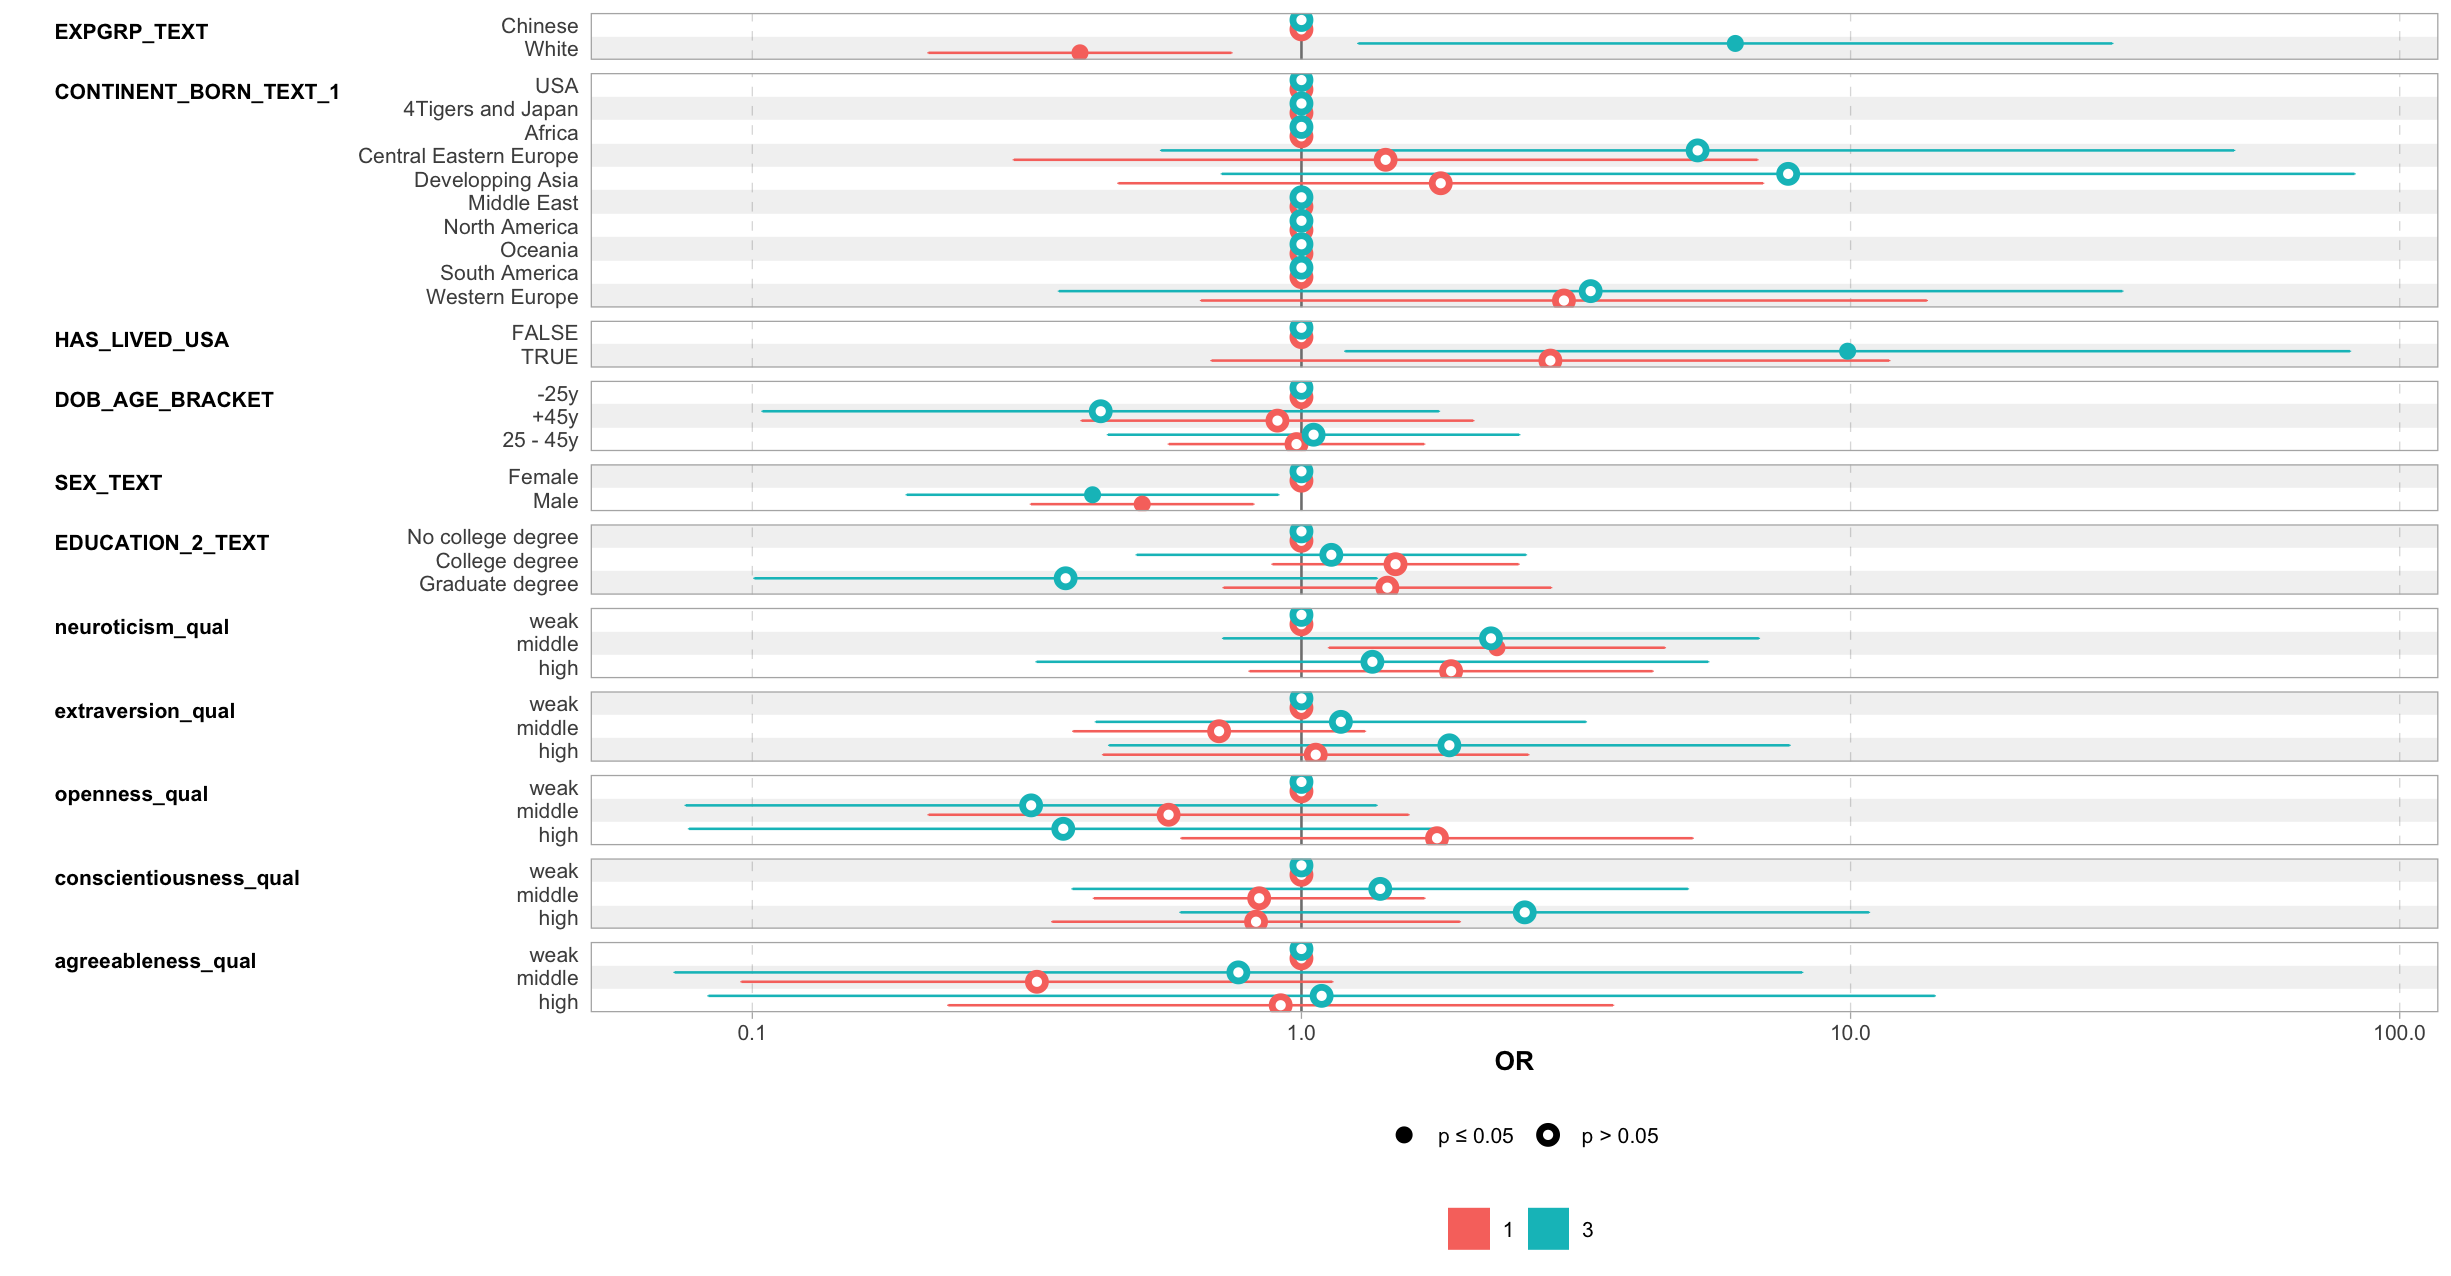 EXPGRP_TEXT
Chinese
White
CONTINENT_BORN_TEXT_1
USA
4Tigers and Japan
Africa
Central Eastern Europe
Developping Asia
Middle East
North America
Oceania
South America
Western Europe
HAS_LIVED_USA
FALSE
TRUE
DOB_AGE_BRACKET
-25y
+45y
25 - 45y
SEX_TEXT
Female
Male
EDUCATION_2_TEXT
No college degree
College degree
Graduate degree
neuroticism_qual
weak
middle
high
extraversion_qual
weak
middle
high
openness_qual
weak
middle
high
conscientiousness_qual
weak
middle
high
agreeableness_qual
weak
middle
high
0.1 1.0 10.0 100.0
OR
p ≤ 0.05 p > 0.05
1 3